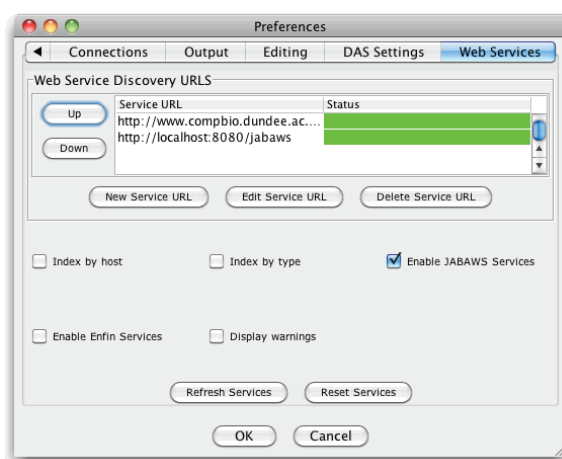 Preferences
Connections Output Editing DAS Settings Web Services
Web Service Discovery URLS
Service URL Status
Up
http://www.compbio.dundee.ac....
http://localhost:8080/jabaws
Down
New Service URL Edit Service URL Delete Service URL
Index by host Index by type Enable JABAWS Services
Enable Enfin Services Display warnings
Refresh Services Reset Services
OK Cancel